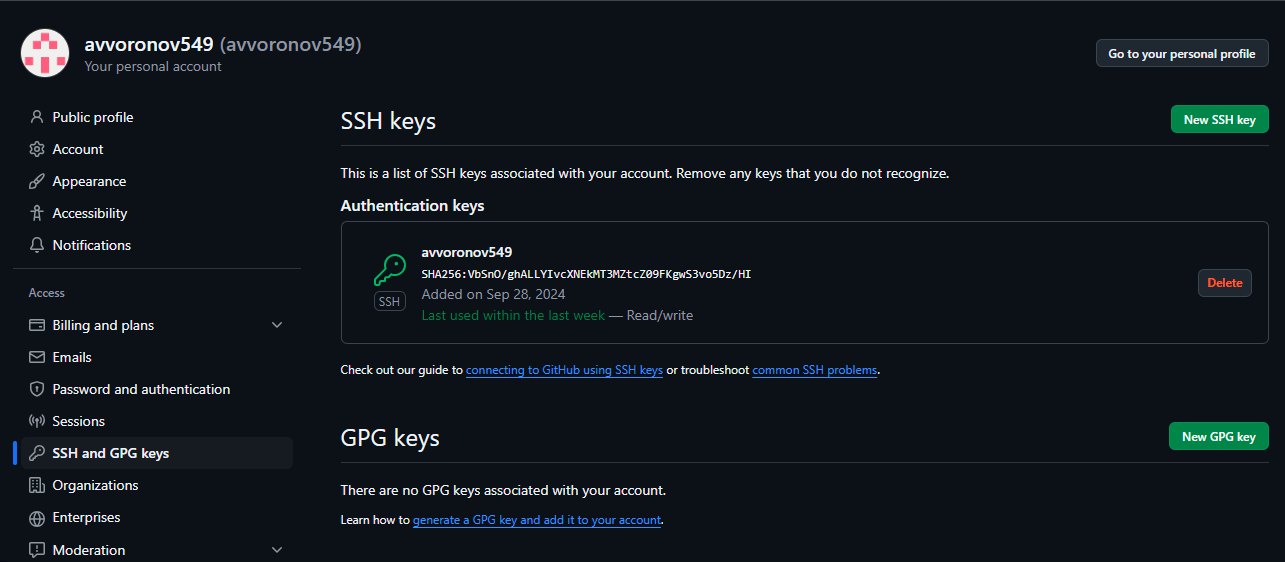 avvoronov549 (avvoronov549)
Your personal account
Go to your personal profile
Public profile
Account
Appearance
Accessibility
Notifications
Access
Billing and plans
Emails
Password and authentication
Sessions
SSH and GPG keys
Organizations
Enterprises
Moderation
SSH keys
New SSH key
This is a list of SSH keys associated with your account. Remove any keys that you do not recognize.
Authentication keys
avvoronov549
SHA256:VbSnO/ghALLYIvcXNEkMT3MZtcZ09FKgwS3vo5Dz/HI
Added on Sep 28, 2024
Last used within the last week — Read/write
SSH
Delete
Check out our guide to connecting to GitHub using SSH keys or troubleshoot common SSH problems.
GPG keys
New GPG key
There are no GPG keys associated with your account.
Learn how to generate a GPG key and add it to your account.